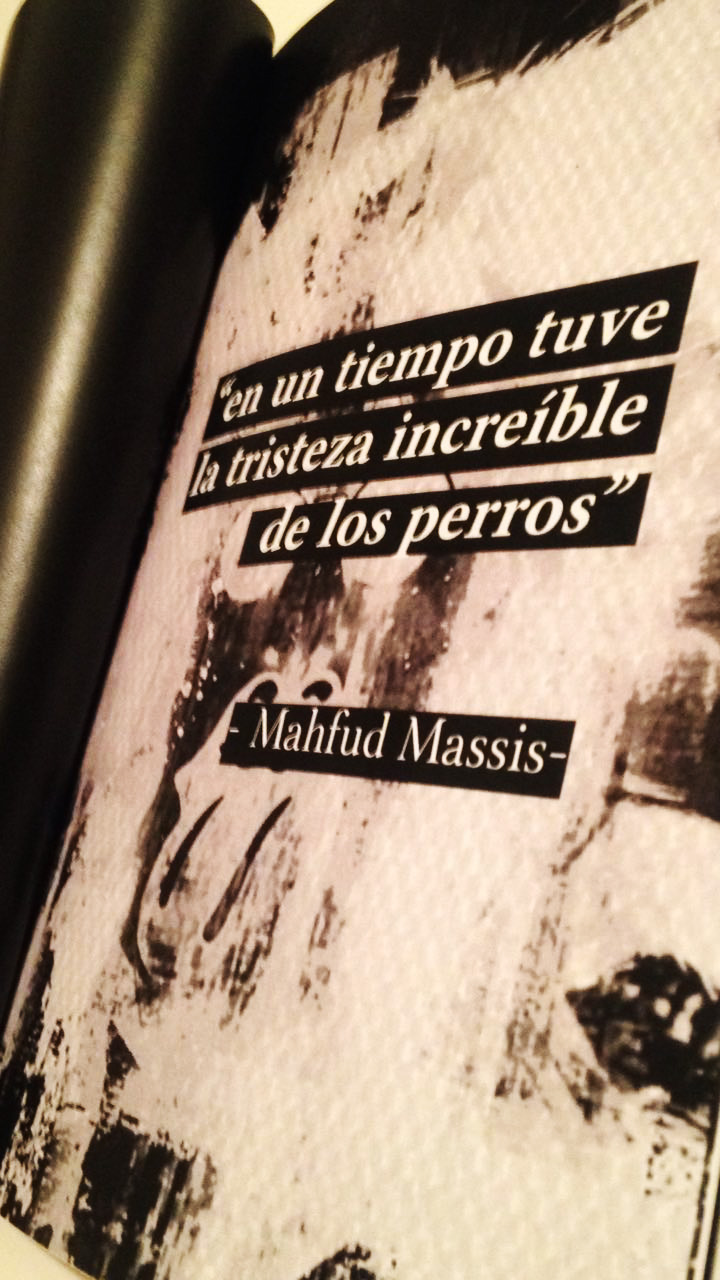 “en un tiempo tuve
la tristeza increíble
de los perros”
- Mahfud Massis-